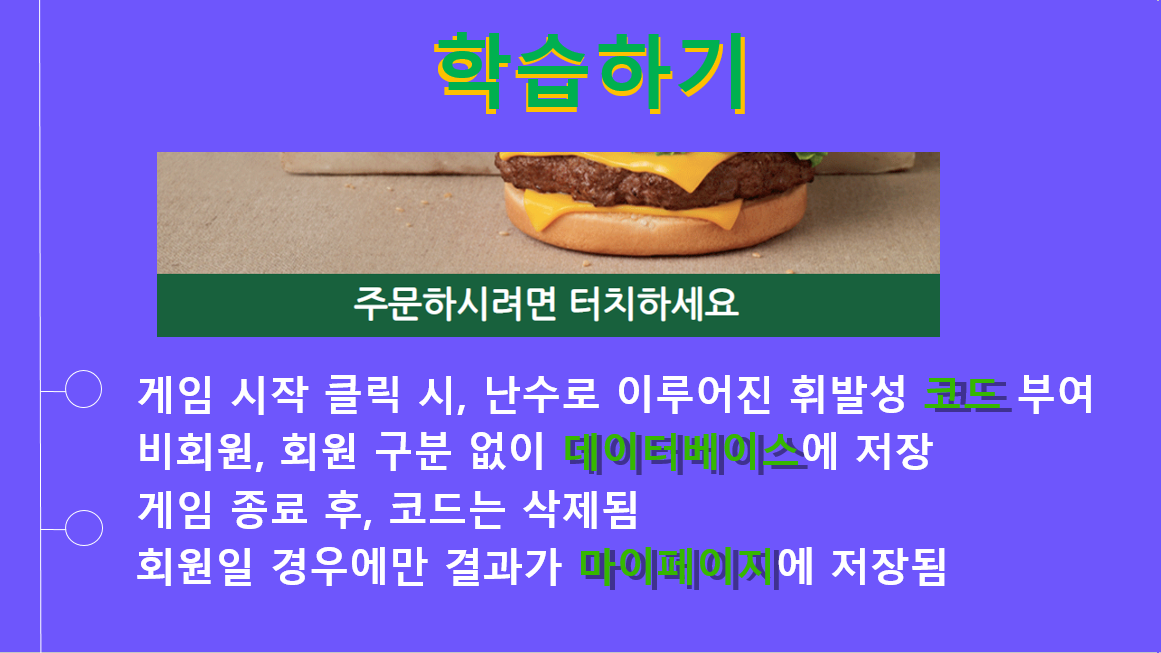 학습하기
주문하시려면 터치하세요
게임 시작 클릭 시, 난수로 이루어진 휘발성 코드 부여
비회원, 회원 구분 없이 데이터베이스에 저장
게임 종료 후, 코드는 삭제됨
회원일 경우에만 결과가 마이페이지에 저장됨